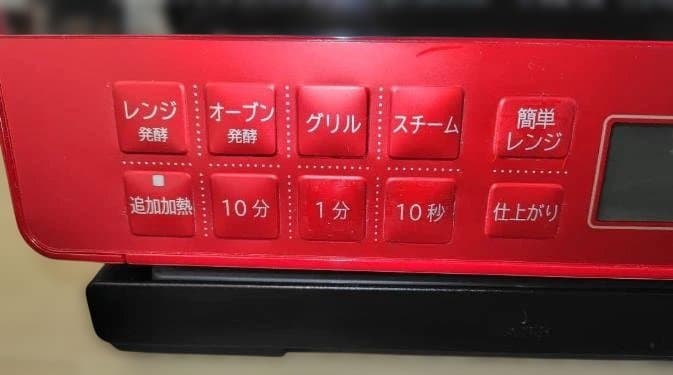 レンジ
発酵
オーブン
発酵
グリル
スチーム
簡単
レンジ
追加加熱
10分
1分
10秒
仕上がり